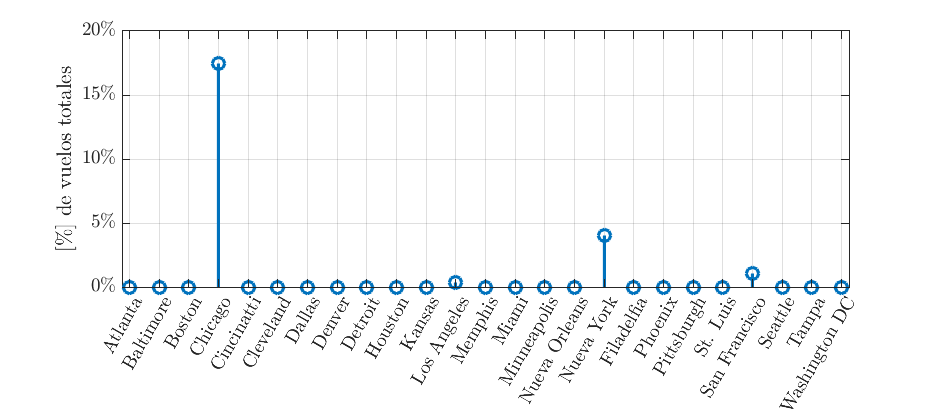 [%] de vuelos totales
20%
15%
10%
5%
0%
Atlanta
Baltimore
Boston
Chicago
Cincinatti
Cleveland
Dallas
Denver
Detroit
Houston
Kansas
Los Angeles
Memphis
Miami
Minneapolis
Nueva Orleans
Nueva York
Filadelfia
Phoenix
Pittsburgh
St. Luis
San Francisco
Seattle
Tampa
Washington DC